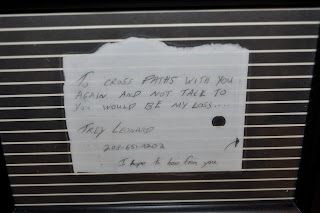 TO CROSS PATHS WITH YOU
AGAIN AND NOT TALK TO
YOU WOULD BE MY LOSS....
TREY LEONARD
I hope to hear from you